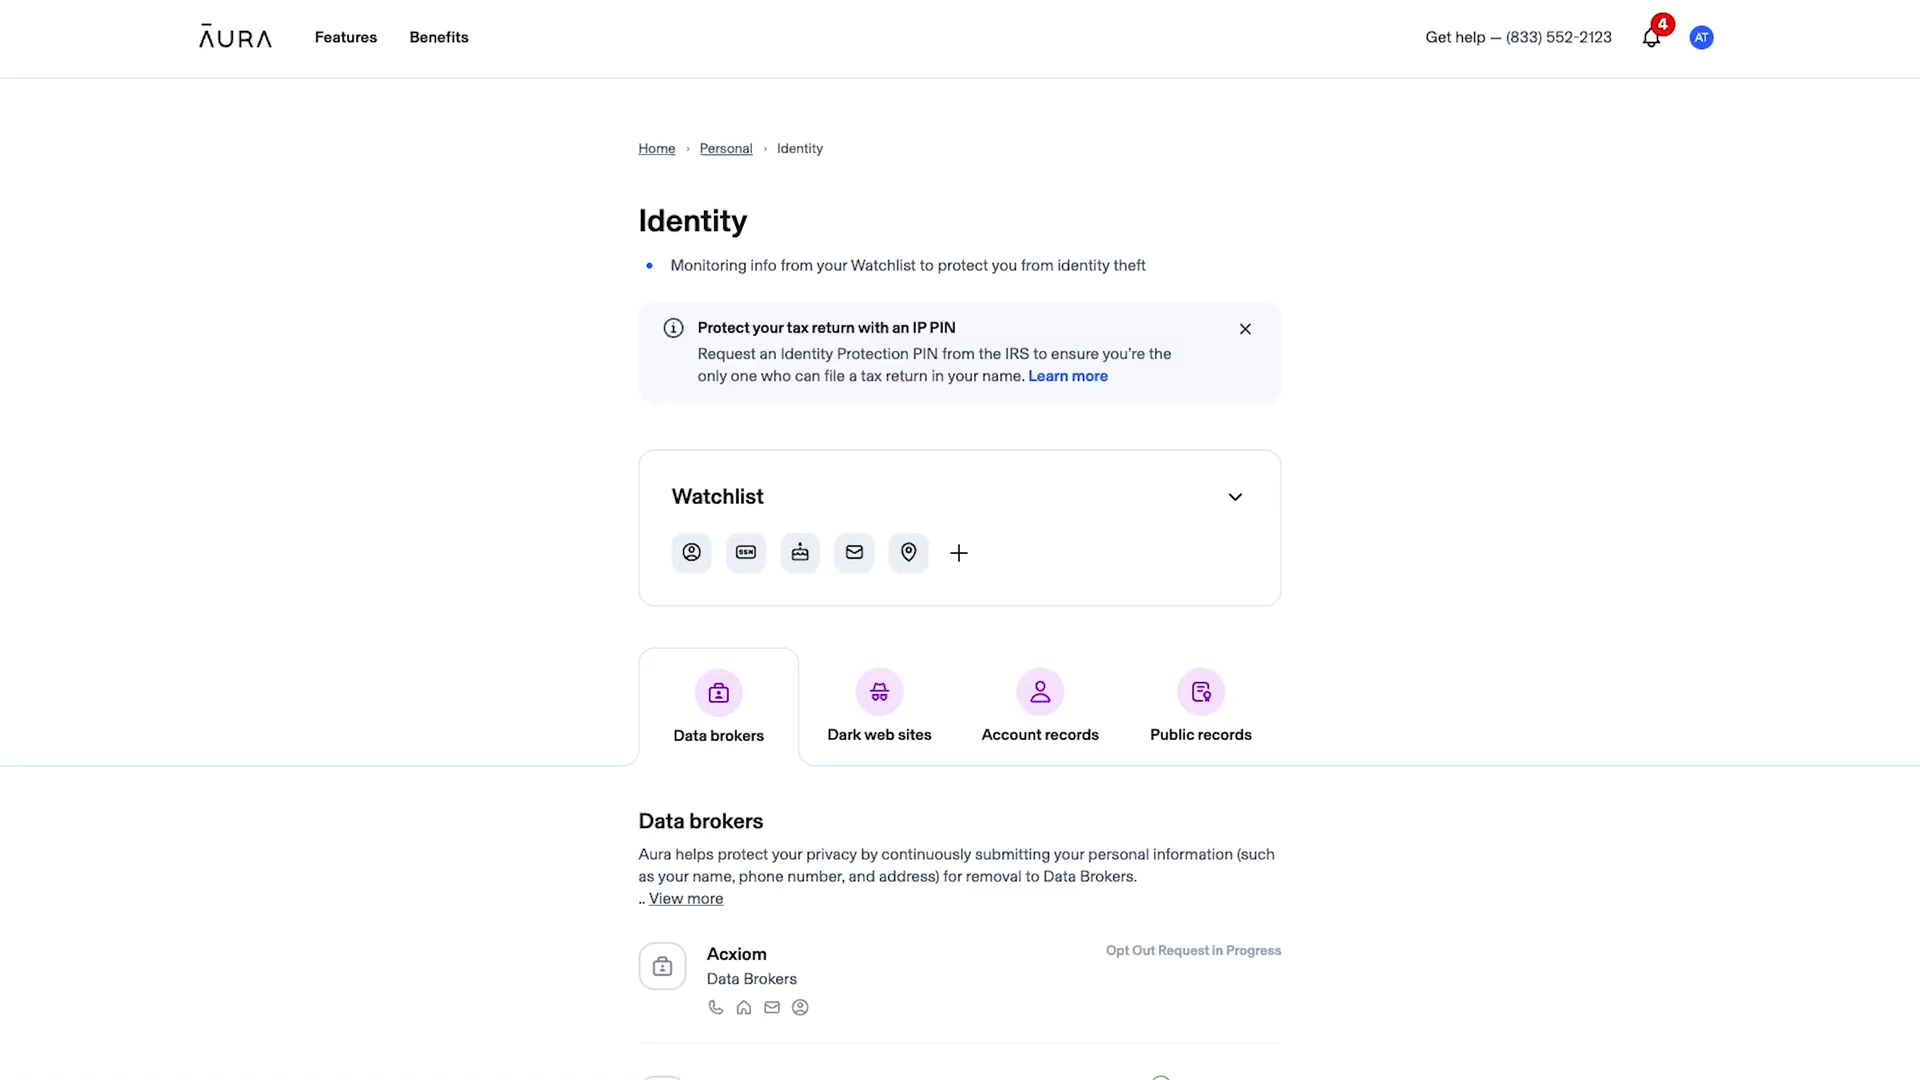 ĀURA
Features
Benefits
Get help — (833) 552-2123
4
AT
Home › Personal › Identity
Identity
• Monitoring info from your Watchlist to protect you from identity theft
Protect your tax return with an IP PIN
Request an Identity Protection PIN from the IRS to ensure you're the
only one who can file a tax return in your name. Learn more
Watchlist
SSN
Data brokers
Dark web sites
Account records
Public records
Data brokers
Aura helps protect your privacy by continuously submitting your personal information (such
as your name, phone number, and address) for removal to Data Brokers.
.. View more
Acxiom
Opt Out Request in Progress
Data Brokers